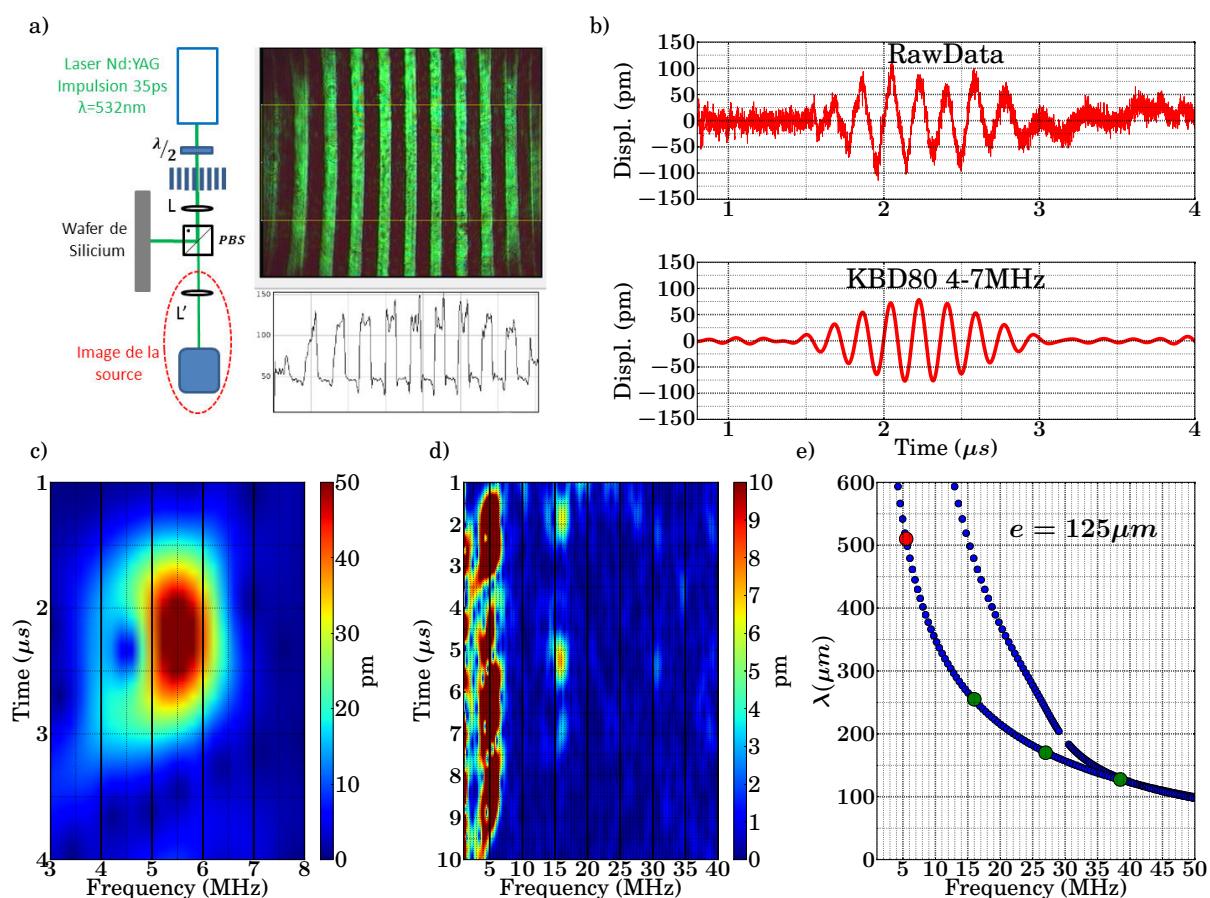 a)
Laser Nd:YAG
Impulsion 35ps
λ=532nm
λ/2
L
PBS
Wafer de
Silicium
L'
Image de la
source
150
100
50
b)
RawData
Displ. (pm)
150
100
50
0
−50
−100
−150
1
2
3
4
KBD80 4-7MHz
Displ. (pm)
150
100
50
0
−50
−100
−150
1
2
3
4
Time (μs)
c)
Time (μs)
1
2
3
4
3
4
5
6
7
8
Frequency (MHz)
50
40
30
20
10
0
pm
d)
Time (μs)
1
2
3
4
5
6
7
8
9
10
5 10 15 20 25 30 35 40
Frequency (MHz)
10
9
8
7
6
5
4
3
2
1
0
pm
e)
e = 125μm
λ(μm)
600
500
400
300
200
100
5 10 15 20 25 30 35 40 45 50
Frequency (MHz)